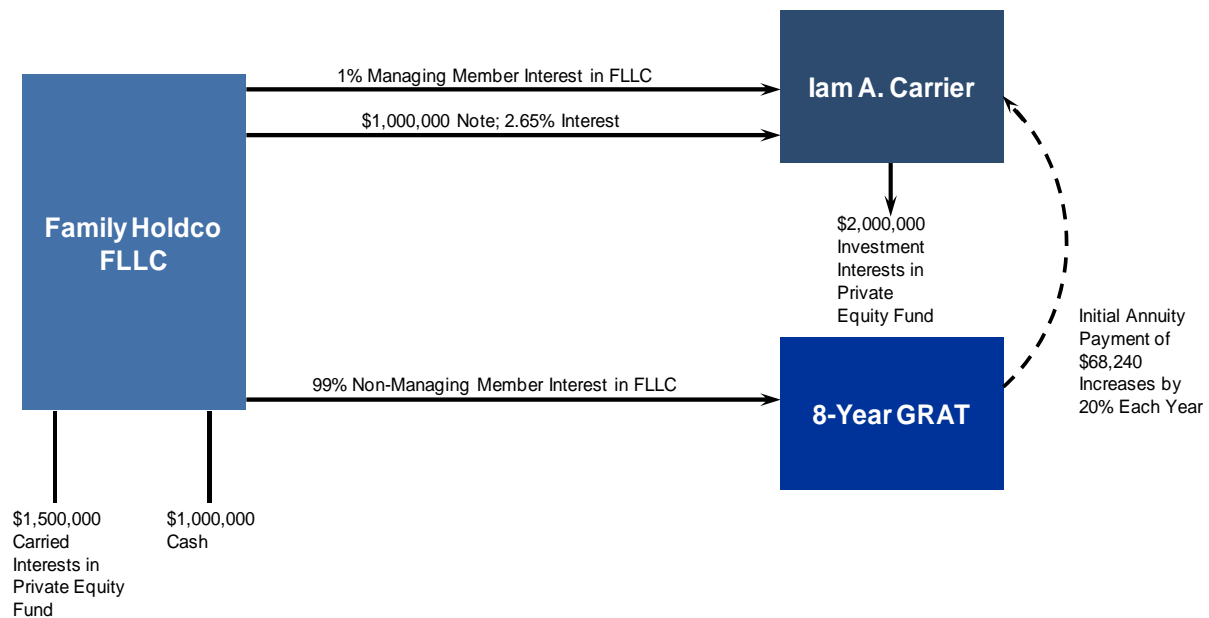 1% Managing Member Interest in FLLC
$1,000,000 Note; 2.65% Interest
Iam A. Carrier
Family Holdco
FLLC
$2,000,000
Investment
Interests in
Private
Equity Fund
Initial Annuity
Payment of
$68,240
Increases by
20% Each Year
99% Non-Managing Member Interest in FLLC
8-Year GRAT
$1,500,000
Carried
Interests in
Private Equity
Fund
$1,000,000
Cash